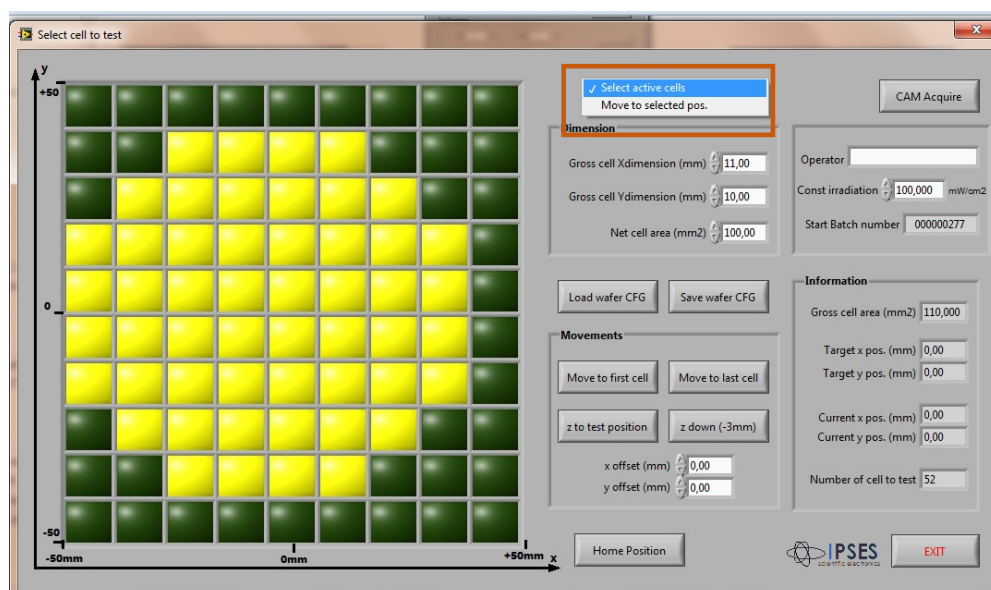 Select cell to test
y
+50
0
-50
-50mm
0mm
+50mm
x
✓ Select active cells
Move to selected pos.
CAM Acquire
Dimension
Gross cell Xdimension (mm) 11,00
Gross cell Ydimension (mm) 10,00
Net cell area (mm2) 100,00
Operator
Const irradiation 100,000 mW/cm2
Start Batch number 000000277
Load wafer CFG
Save wafer CFG
Movements
Move to first cell
Move to last cell
z to test position
z down (-3mm)
x offset (mm) 0,00
y offset (mm) 0,00
Information
Gross cell area (mm2) 110,000
Target x pos. (mm) 0,00
Target y pos. (mm) 0,00
Current x pos. (mm) 0,00
Current y pos. (mm) 0,00
Number of cell to test 52
Home Position
IPSES
scientific electronics
EXIT